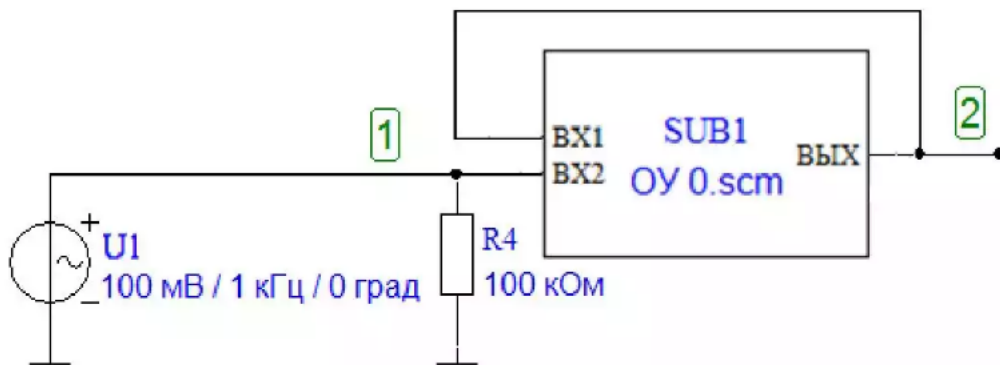 1
2
ВХ1
ВХ2
SUB1
ОУ 0.scm
ВЫХ
+
U1
100 мВ / 1 кГц / 0 град
−
R4
100 кОм